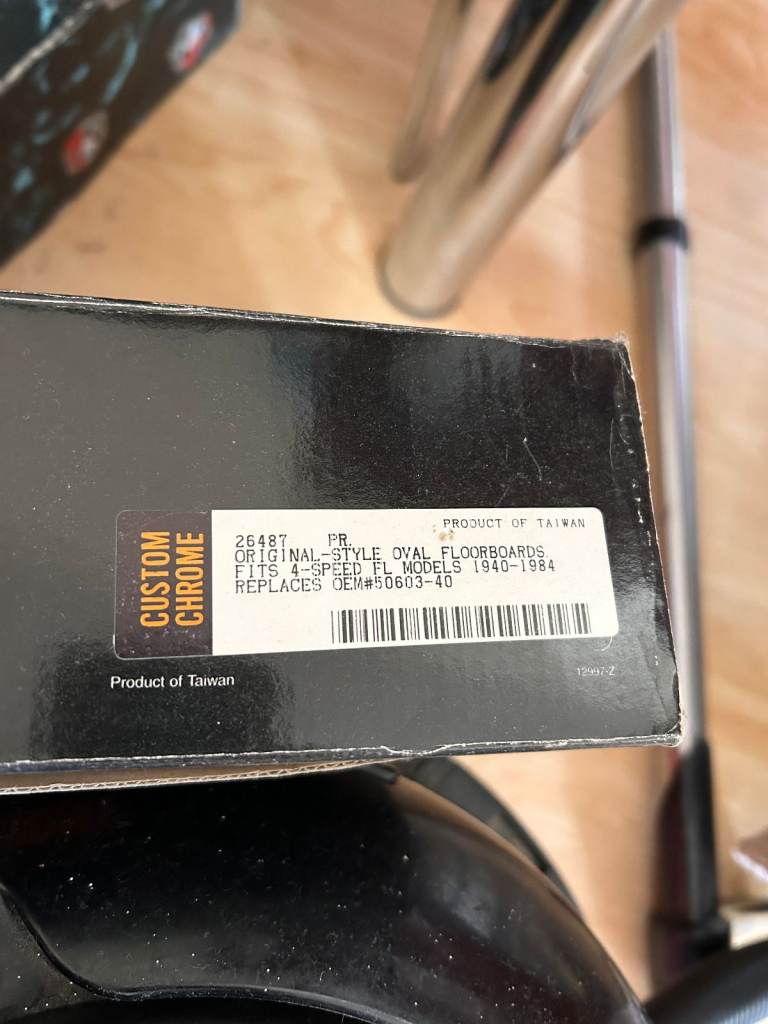 CUSTOM
CHROME
PRODUCT OF TAIWAN
26487 PR.
ORIGINAL-STYLE OVAL FLOORBOARDS.
FITS 4-SPEED FL MODELS 1940-1984
REPLACES OEM#50603-40
Product of Taiwan
12997-Z